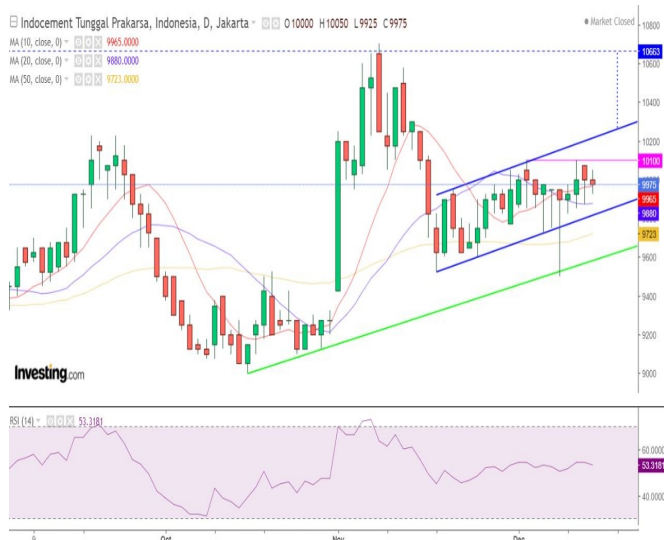 Indocement Tunggal Prakarsa, Indonesia, D, Jakarta O10000 H10050 L9925 C9975
Market Closed
MA (10, close, 0) 9965.0000
MA (20, close, 0) 9880.0000
MA (50, close, 0) 9723.0000
10800
10663
10600
10200
10100
9975
9965
9880
9723
9600
9400
9200
9000
Investing.com
RSI (14) 53.3181
60.0000
53.3181
40.0000
9 Oct Nov Dec